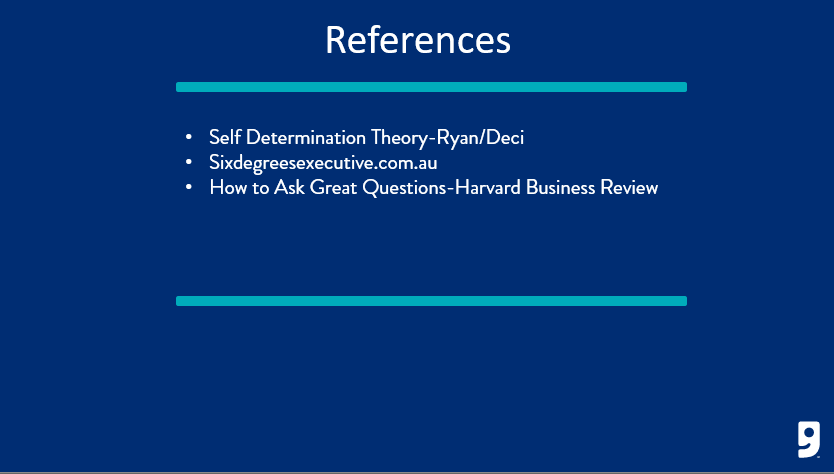 References
• Self Determination Theory-Ryan/Deci
• Sixdegreesexecutive.com.au
• How to Ask Great Questions-Harvard Business Review